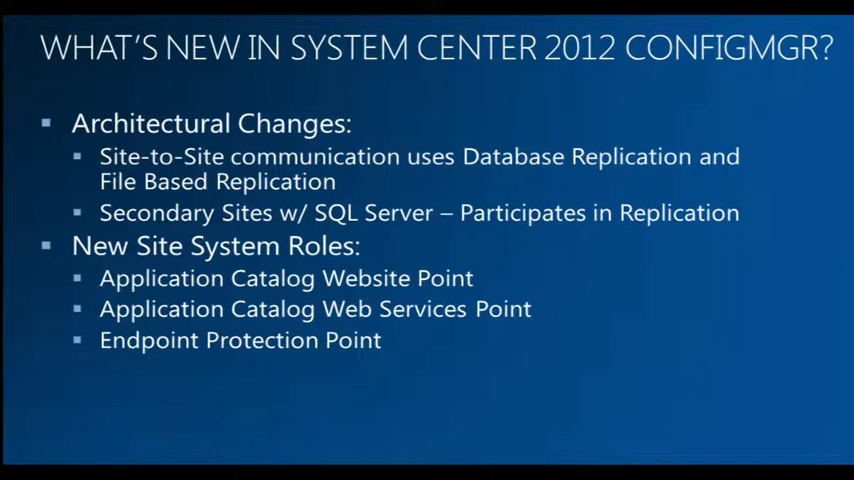 WHAT'S NEW IN SYSTEM CENTER 2012 CONFIGMGR?
Architectural Changes:
Site-to-Site communication uses Database Replication and
File Based Replication
Secondary Sites w/ SQL Server – Participates in Replication
New Site System Roles:
Application Catalog Website Point
Application Catalog Web Services Point
Endpoint Protection Point